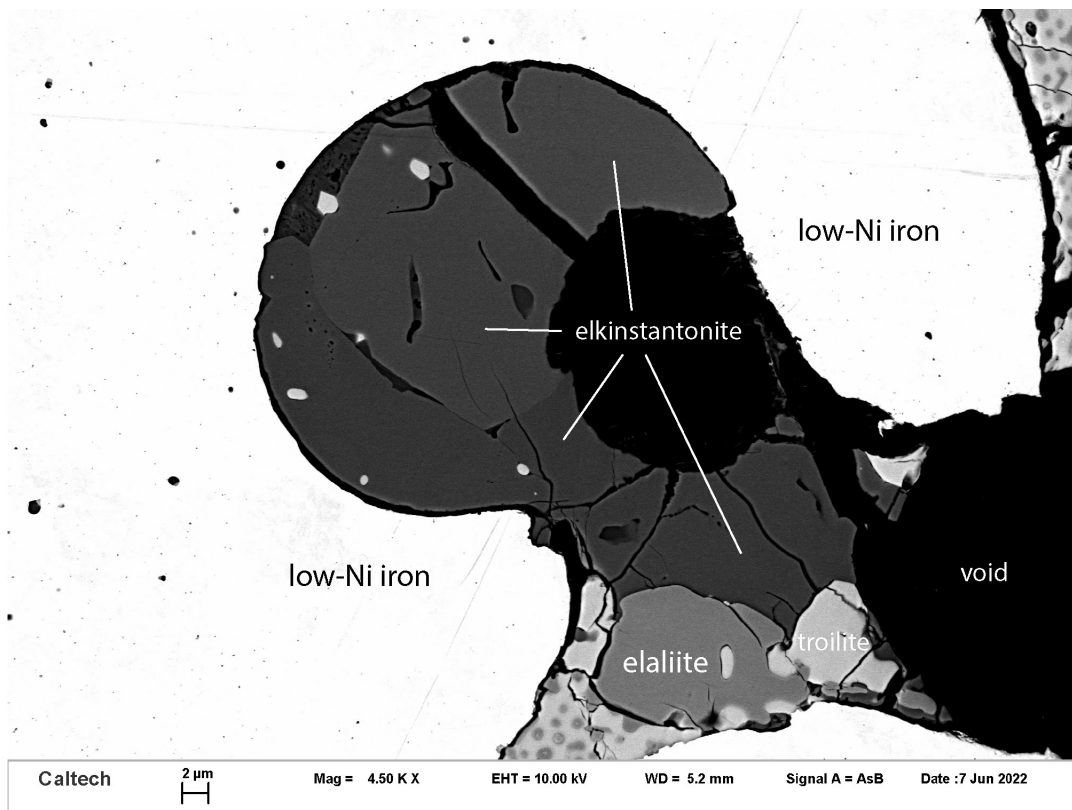 low-Ni iron
elkinstantonite
low-Ni iron
void
troilite
elaliite
Caltech
2 µm
Mag = 4.50 K X
EHT = 10.00 kV
WD = 5.2 mm
Signal A = AsB
Date :7 Jun 2022